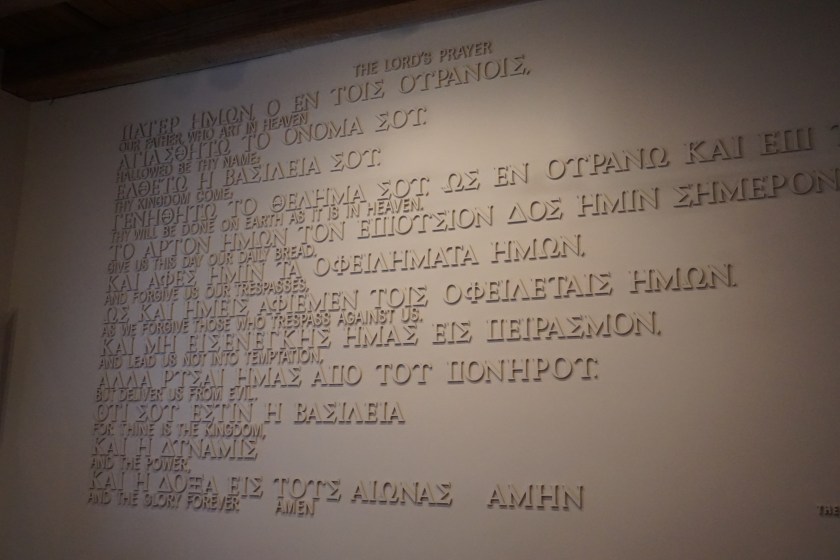 THE LORD'S PRAYER
ΠΑΤΕΡ ΗΜΩΝ, Ο ΕΝ ΤΟΙΣ ΟΥΡΑΝΟΙΣ,
OUR FATHER, WHO ART IN HEAVEN
ΑΓΙΑΣΘΗΤΩ ΤΟ ΟΝΟΜΑ ΣΟΥ.
HALLOWED BE THY NAME;
ΕΛΘΕΤΩ Η ΒΑΣΙΛΕΙΑ ΣΟΥ.
THY KINGDOM COME;
ΓΕΝΗΘΗΤΩ ΤΟ ΘΕΛΗΜΑ ΣΟΥ. ΩΣ ΕΝ ΟΥΡΑΝΩ ΚΑΙ ΕΠΙ
THY WILL BE DONE ON EARTH AS IT IS IN HEAVEN.
ΤΟ ΑΡΤΟΝ ΗΜΩΝ ΤΟΝ ΕΠΙΟΥΣΙΟΝ ΔΟΣ ΗΜΙΝ ΣΗΜΕΡΟΝ
GIVE US THIS DAY OUR DAILY BREAD,
ΚΑΙ ΑΦΕΣ ΗΜΙΝ ΤΑ ΟΦΕΙΛΗΜΑΤΑ ΗΜΩΝ,
AND FORGIVE US OUR TRESPASSES,
ΩΣ ΚΑΙ ΗΜΕΙΣ ΑΦΙΕΜΕΝ ΤΟΙΣ ΟΦΕΙΛΕΤΑΙΣ ΗΜΩΝ.
AS WE FORGIVE THOSE WHO TRESPASS AGAINST US.
ΚΑΙ ΜΗ ΕΙΣΕΝΕΓΚΗΣ ΗΜΑΣ ΕΙΣ ΠΕΙΡΑΣΜΟΝ,
AND LEAD US NOT INTO TEMPTATION,
ΑΛΛΑ ΡΥΣΑΙ ΗΜΑΣ ΑΠΟ ΤΟΥ ΠΟΝΗΡΟΥ.
BUT DELIVER US FROM EVIL.
ΟΤΙ ΣΟΥ ΕΣΤΙΝ Η ΒΑΣΙΛΕΙΑ
FOR THINE IS THE KINGDOM,
ΚΑΙ Η ΔΥΝΑΜΙΣ
AND THE POWER,
ΚΑΙ Η ΔΟΞΑ ΕΙΣ ΤΟΥΣ ΑΙΩΝΑΣ ΑΜΗΝ
AND THE GLORY FOREVER AMEN
THE